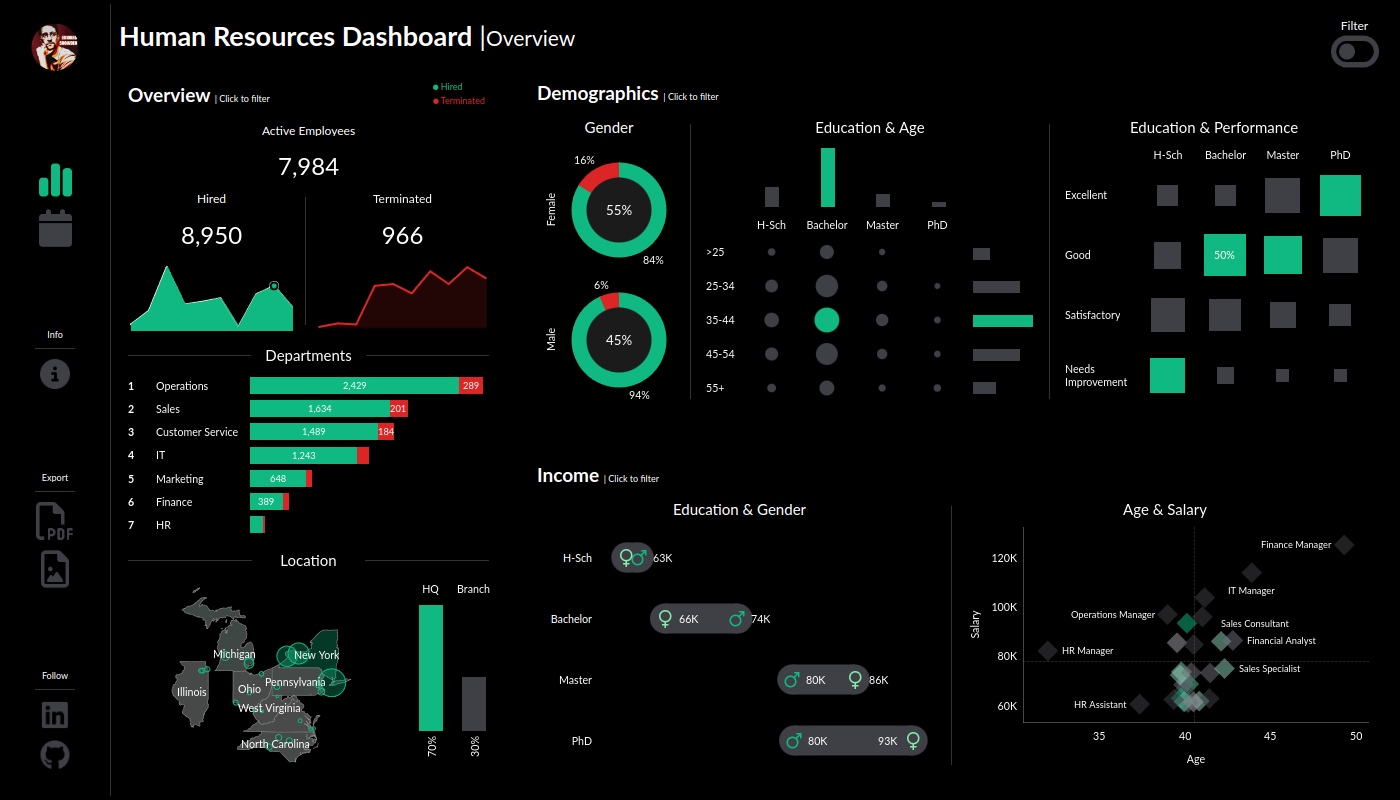 Human Resources Dashboard |Overview
Filter
Overview | Click to filter
Hired
Terminated
Active Employees
7,984
Hired
8,950
Terminated
966
Departments
1 Operations 2,429 289
2 Sales 1,634 201
3 Customer Service 1,489 184
4 IT 1,243
5 Marketing 648
6 Finance 389
7 HR
Location
HQ Branch
Michigan
New York
Illinois
Ohio
Pennsylvania
West Virginia
North Carolina
70% 30%
Demographics | Click to filter
Gender
Female
16%
55%
84%
Male
6%
45%
94%
Education & Age
H-Sch Bachelor Master PhD
>25
25-34
35-44
45-54
55+
Education & Performance
H-Sch Bachelor Master PhD
Excellent
Good 50%
Satisfactory
Needs
Improvement
Income | Click to filter
Education & Gender
H-Sch 63K
Bachelor 66K 74K
Master 80K 86K
PhD 80K 93K
Age & Salary
Salary
120K
100K
80K
60K
Finance Manager
IT Manager
Operations Manager
Sales Consultant
Financial Analyst
HR Manager
Sales Specialist
HR Assistant
35 40 45 50
Age
Info
Export
PDF
Follow
in